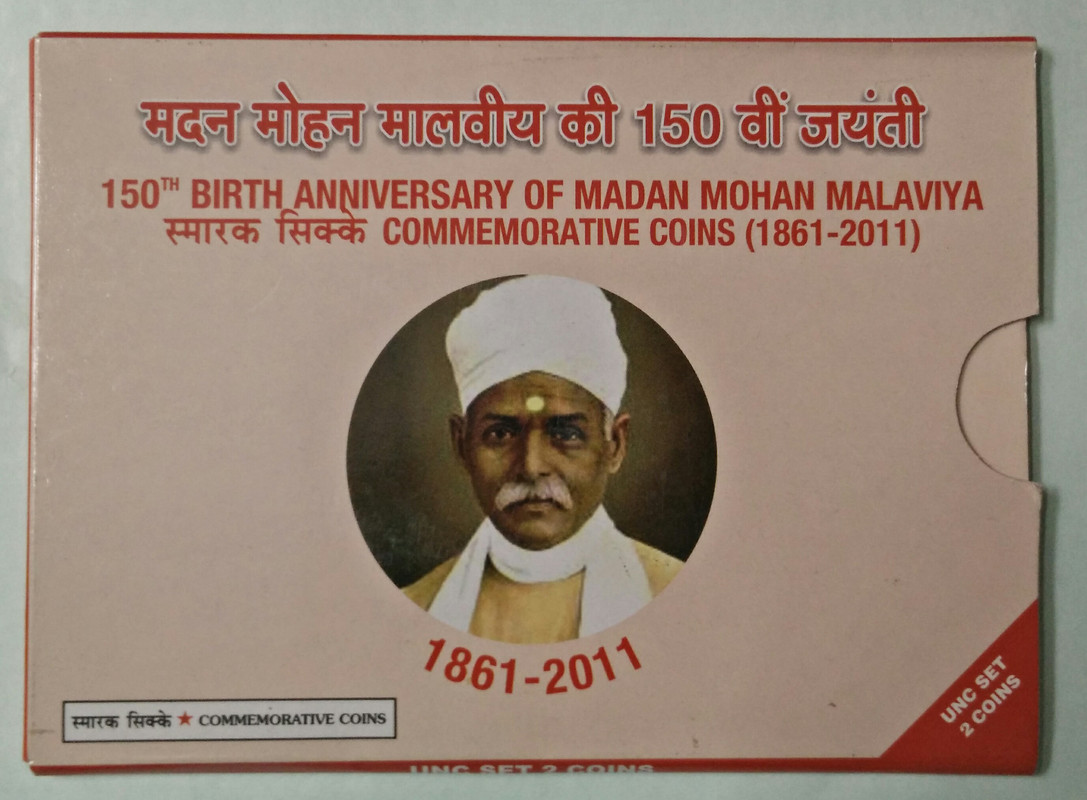 मदन मोहन मालवीय की 150 वीं जयंती
150TH BIRTH ANNIVERSARY OF MADAN MOHAN MALAVIYA
स्मारक सिक्के COMMEMORATIVE COINS (1861-2011)
1861-2011
स्मारक सिक्के ★ COMMEMORATIVE COINS
UNC SET
2 COINS
UNC SET 2 COINS